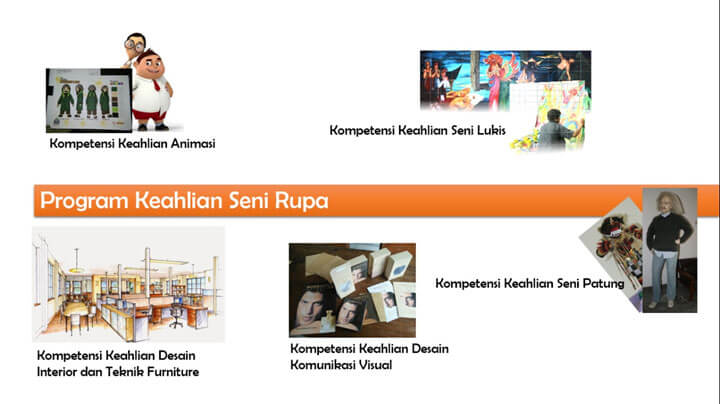 Kompetensi Keahlian Animasi
Kompetensi Keahlian Seni Lukis
Program Keahlian Seni Rupa
Kompetensi Keahlian Seni Patung
Kompetensi Keahlian Desain
Interior dan Teknik Furniture
Kompetensi Keahlian Desain
Komunikasi Visual